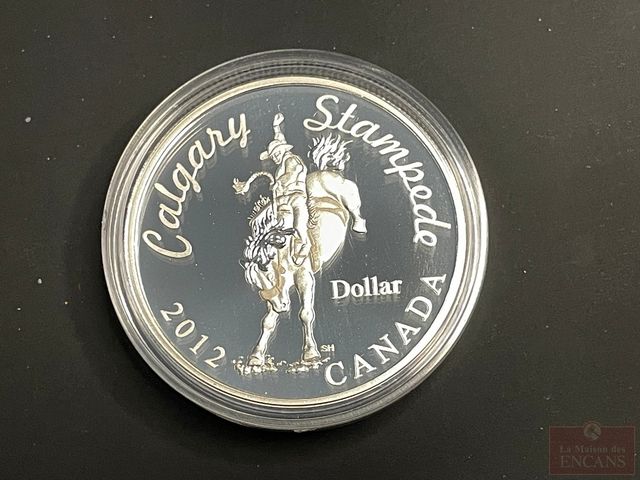 Calgary Stampede
Dollar
2012
CANADA
SH
La Maison des
ENCANS